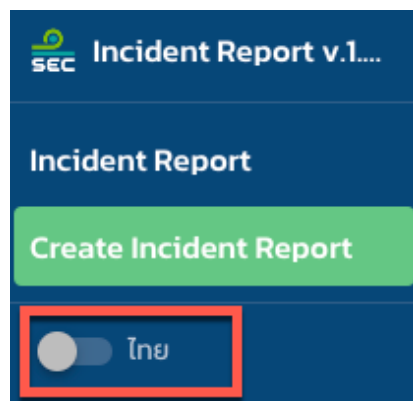 SEC Incident Report v.1....
Incident Report
Create Incident Report
ไทย